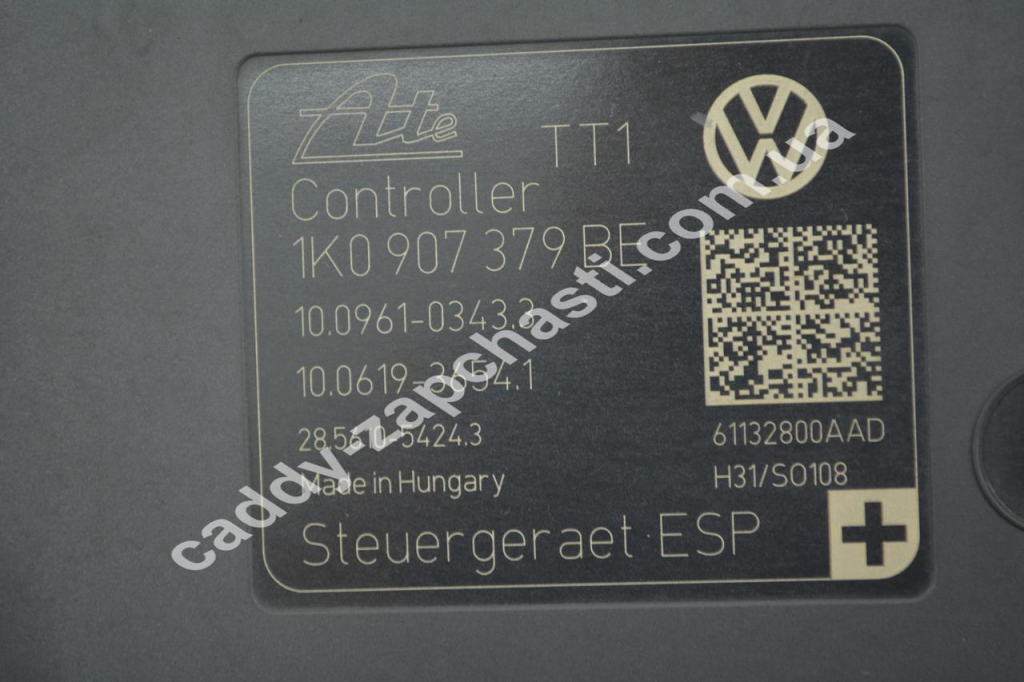 Ate
TT1
Controller
1K0 907 379 BE
10.0961-0343.3
10.0619-3654.1
28.5610-5424.3
61132800AAD
Made in Hungary
H31/SO108
Steuergeraet ESP
caddy-zapchasti.com.ua